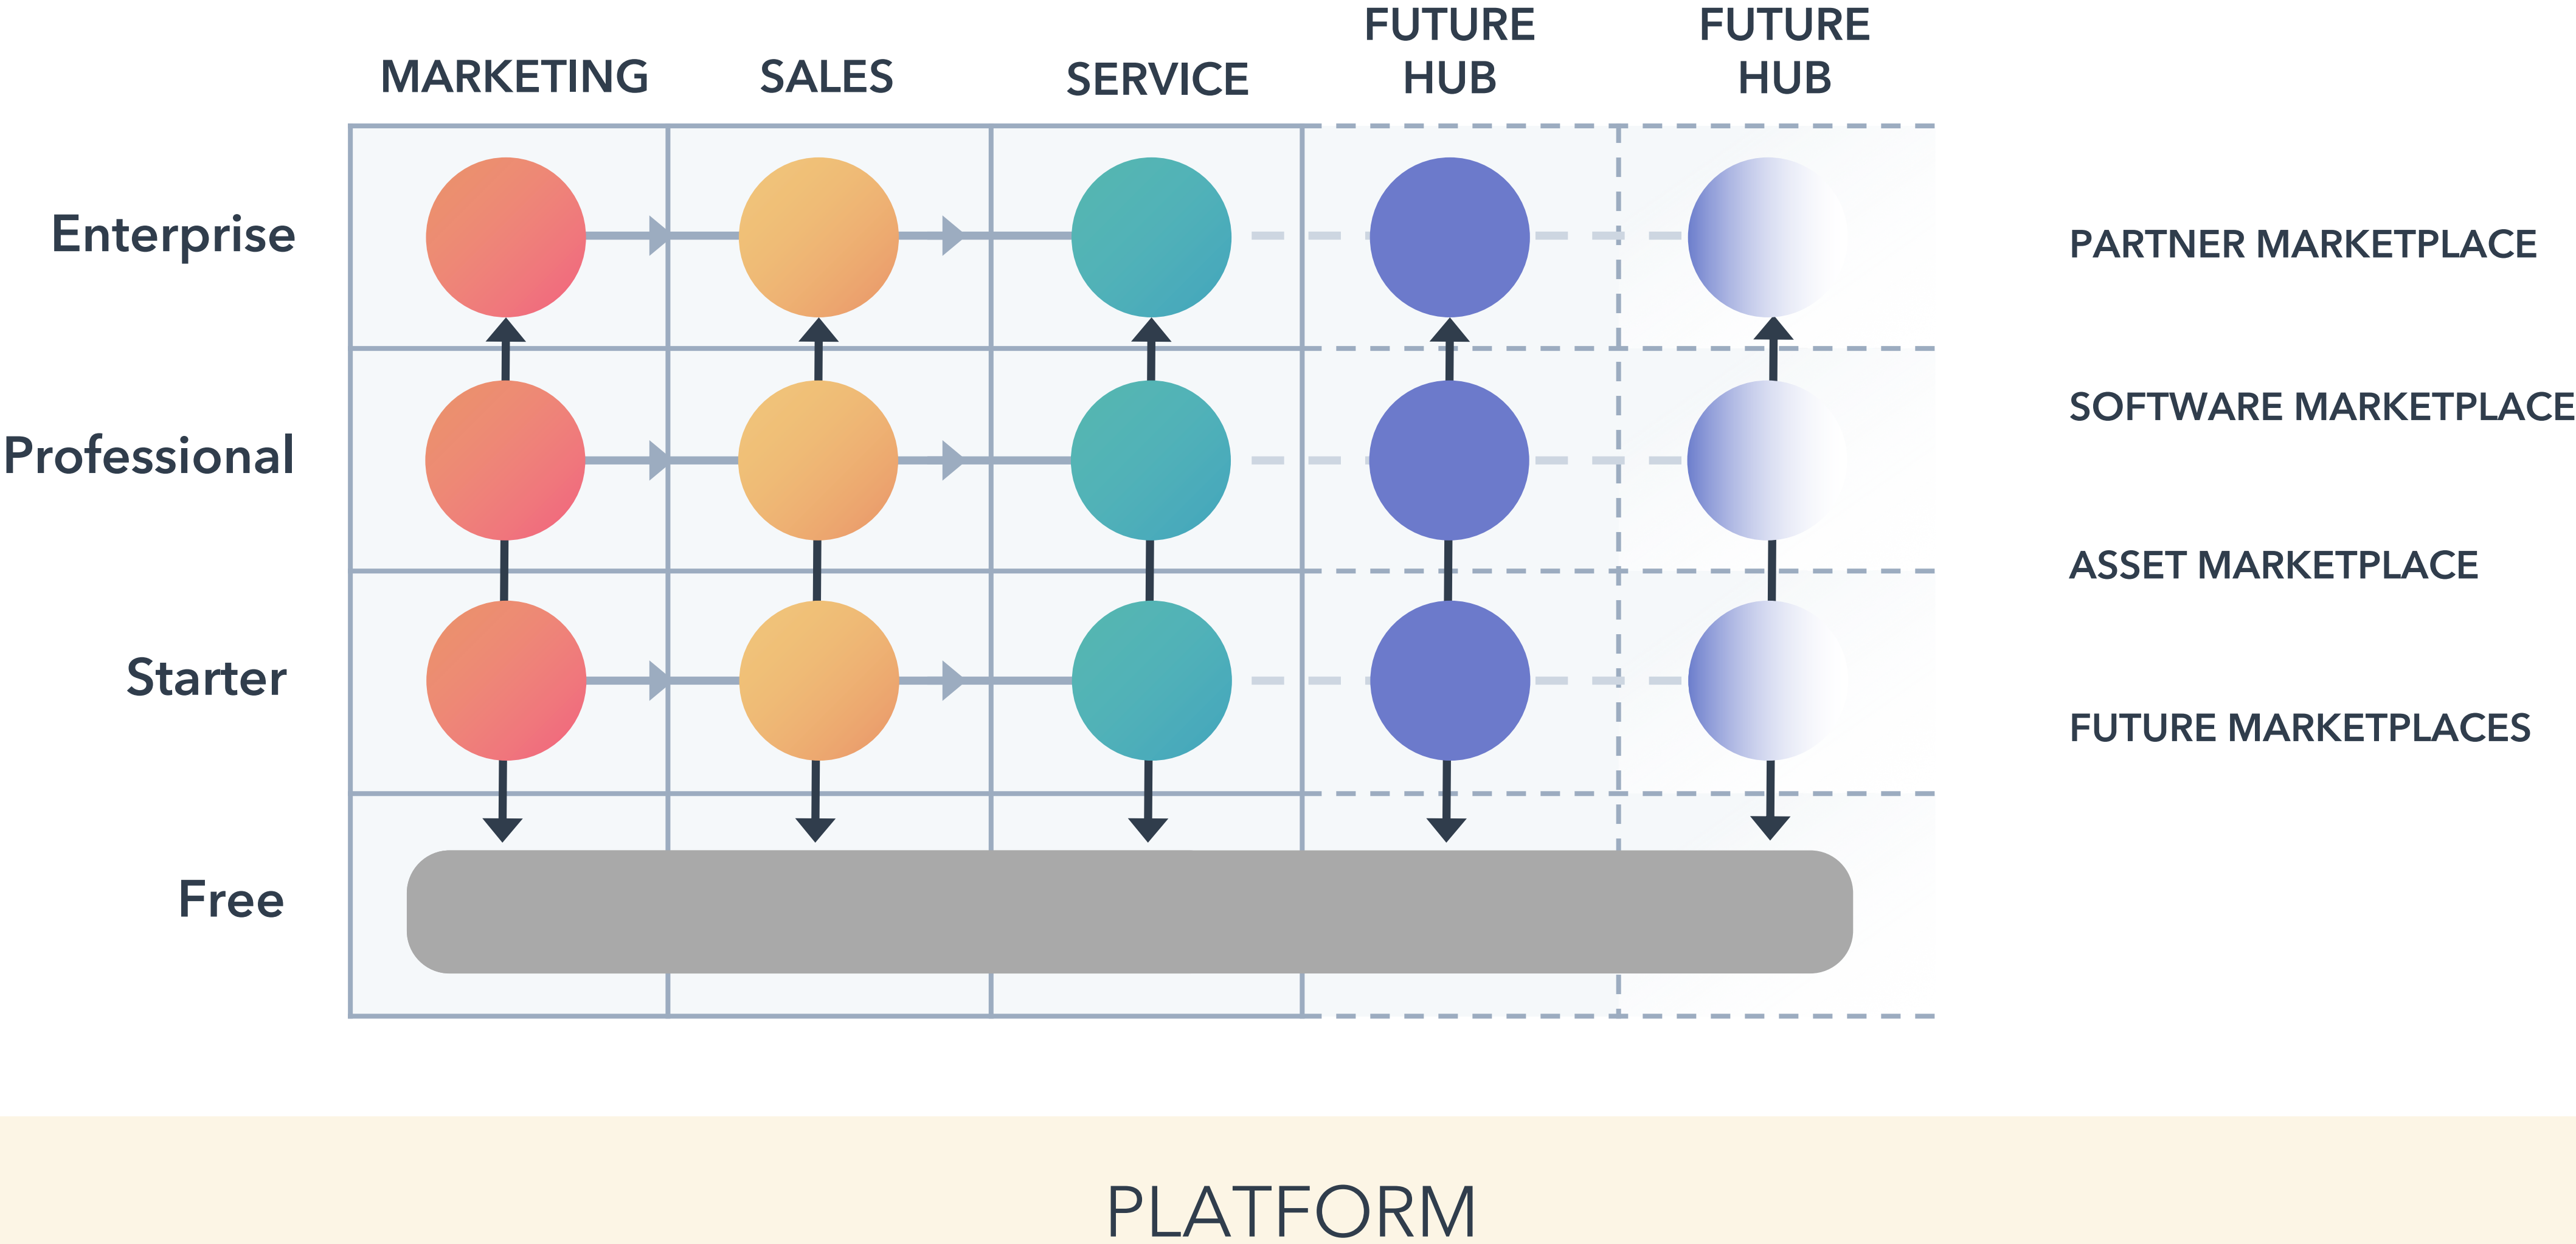 FUTURE
HUB
FUTURE
HUB
MARKETING
SALES
SERVICE
Enterprise
Professional
Starter
Free
PARTNER MARKETPLACE
SOFTWARE MARKETPLACE
ASSET MARKETPLACE
FUTURE MARKETPLACES
PLATFORM